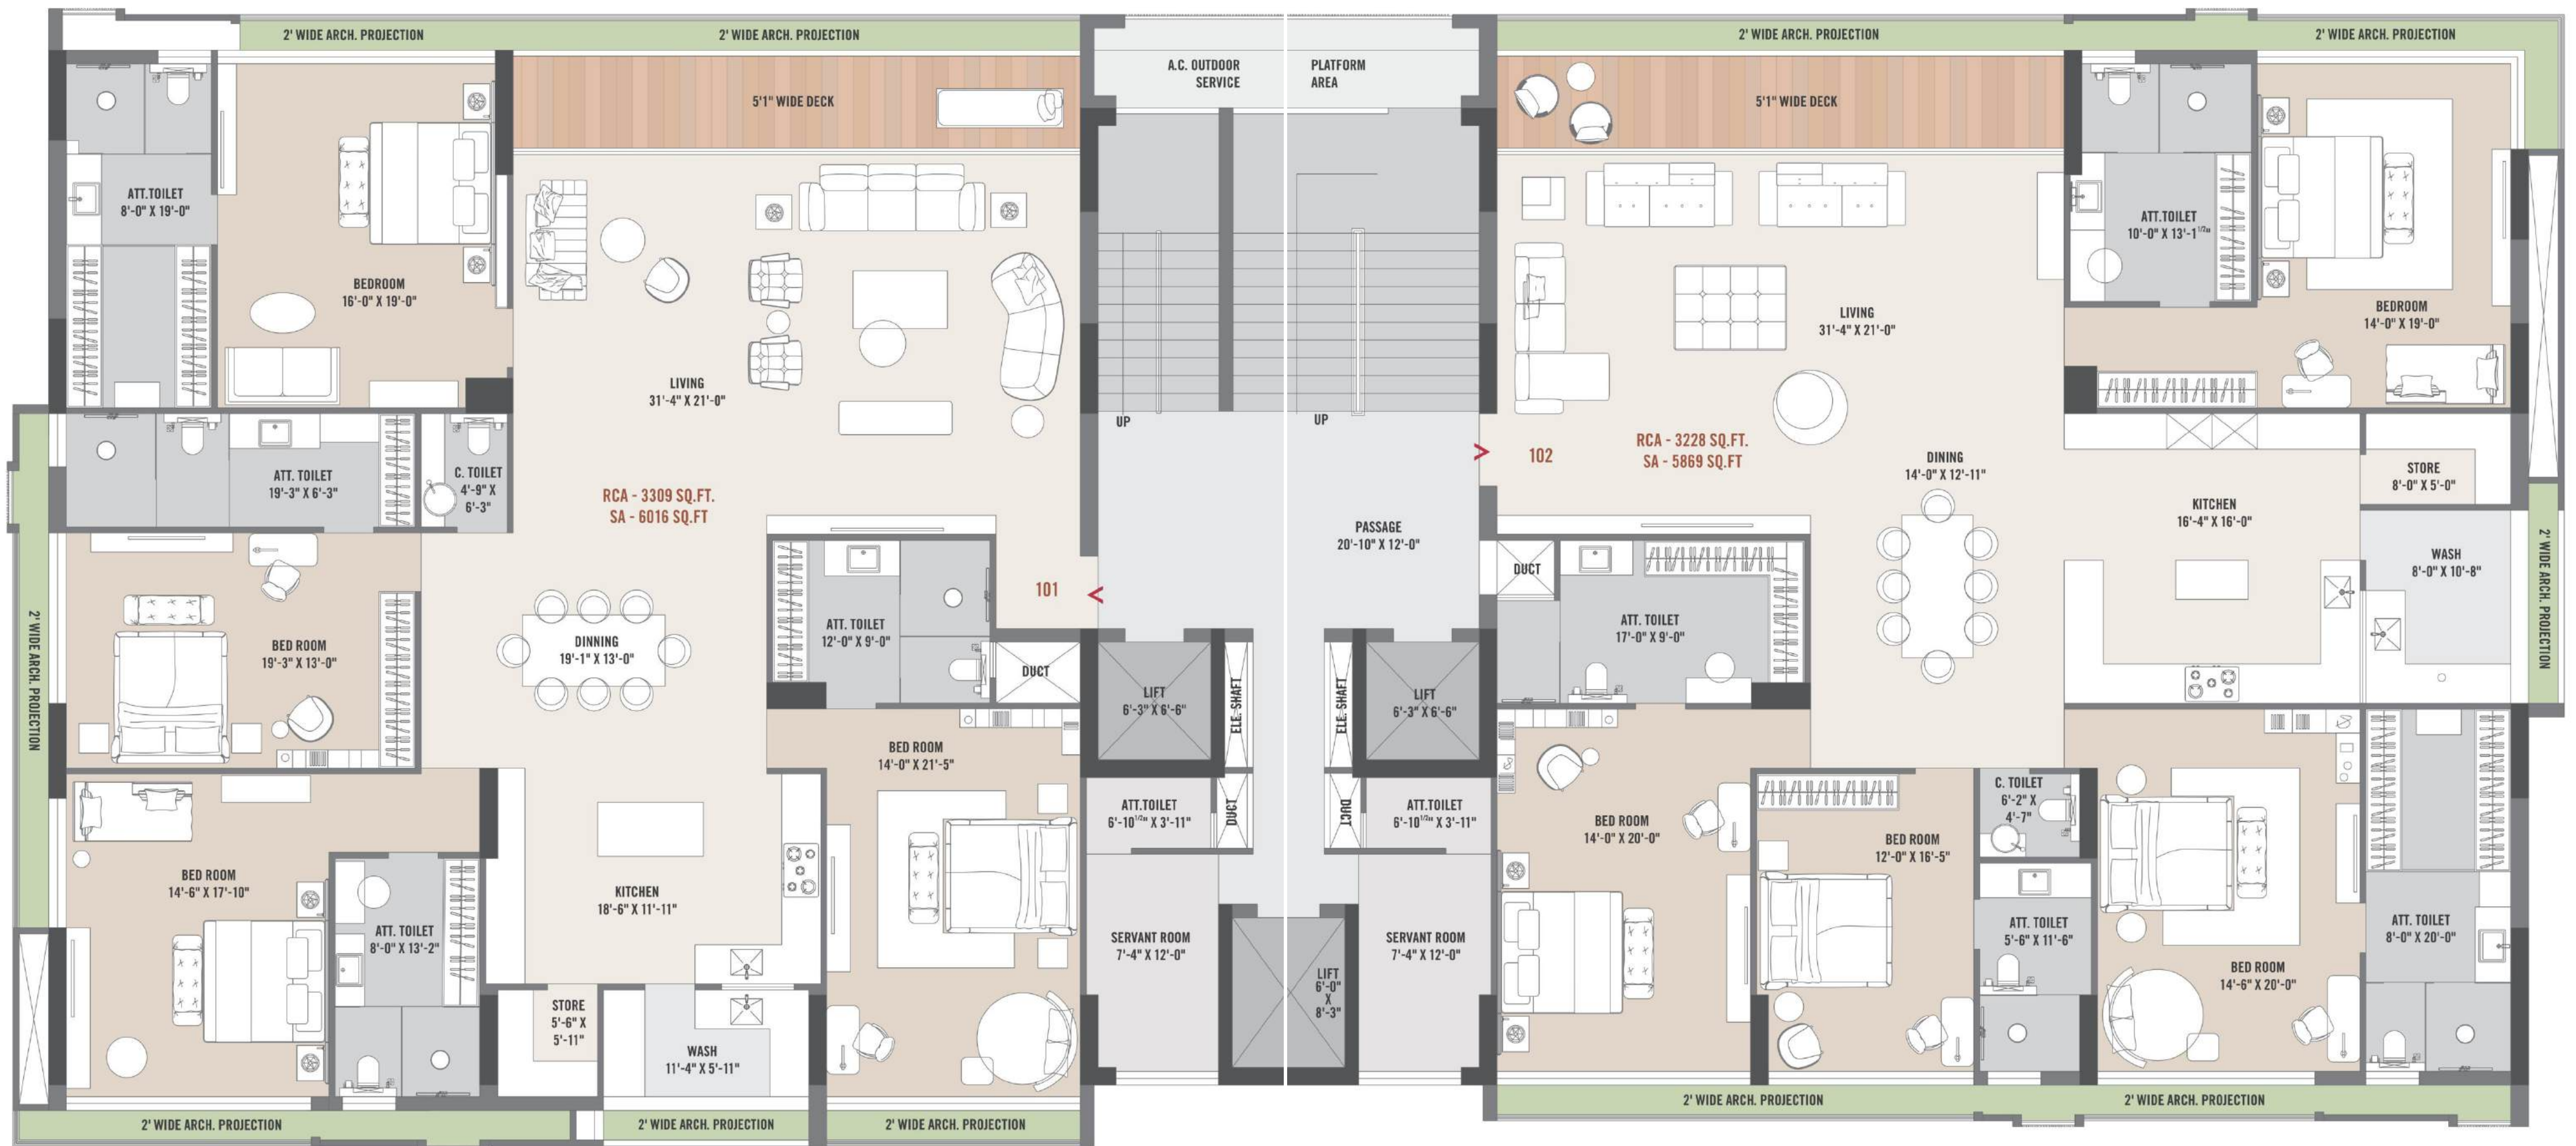 2' WIDE ARCH. PROJECTION
2' WIDE ARCH. PROJECTION
A.C. OUTDOOR
SERVICE
PLATFORM
AREA
2' WIDE ARCH. PROJECTION
2' WIDE ARCH. PROJECTION
5'1" WIDE DECK
5'1" WIDE DECK
ATT.TOILET
8'-0" X 19'-0"
BEDROOM
16'-0" X 19'-0"
LIVING
31'-4" X 21'-0"
ATT. TOILET
19'-3" X 6'-3"
C. TOILET
4'-9" X
6'-3"
RCA - 3309 SQ.FT.
SA - 6016 SQ.FT
101
<
2' WIDE ARCH. PROJECTION
BED ROOM
19'-3" X 13'-0"
DINNING
19'-1" X 13'-0"
ATT. TOILET
12'-0" X 9'-0"
DUCT
BED ROOM
14'-0" X 21'-5"
BED ROOM
14'-6" X 17'-10"
ATT. TOILET
8'-0" X 13'-2"
KITCHEN
18'-6" X 11'-11"
STORE
5'-6" X
5'-11"
WASH
11'-4" X 5'-11"
2' WIDE ARCH. PROJECTION
2' WIDE ARCH. PROJECTION
2' WIDE ARCH. PROJECTION
UP
UP
PASSAGE
20'-10" X 12'-0"
LIFT
6'-3" X 6'-6"
ELE. SHAFT
ELE. SHAFT
LIFT
6'-3" X 6'-6"
ATT.TOILET
6'-10 1/2" X 3'-11"
DUCT
DUCT
ATT.TOILET
6'-10 1/2" X 3'-11"
SERVANT ROOM
7'-4" X 12'-0"
SERVANT ROOM
7'-4" X 12'-0"
LIFT
6'-0"
X
8'-3"
LIVING
31'-4" X 21'-0"
ATT.TOILET
10'-0" X 13'-1 1/2"
BEDROOM
14'-0" X 19'-0"
>
102
RCA - 3228 SQ.FT.
SA - 5869 SQ.FT
DINING
14'-0" X 12'-11"
KITCHEN
16'-4" X 16'-0"
STORE
8'-0" X 5'-0"
WASH
8'-0" X 10'-8"
2' WIDE ARCH. PROJECTION
DUCT
ATT. TOILET
17'-0" X 9'-0"
BED ROOM
14'-0" X 20'-0"
BED ROOM
12'-0" X 16'-5"
C. TOILET
6'-2" X
4'-7"
ATT. TOILET
5'-6" X 11'-6"
BED ROOM
14'-6" X 20'-0"
ATT. TOILET
8'-0" X 20'-0"
2' WIDE ARCH. PROJECTION
2' WIDE ARCH. PROJECTION